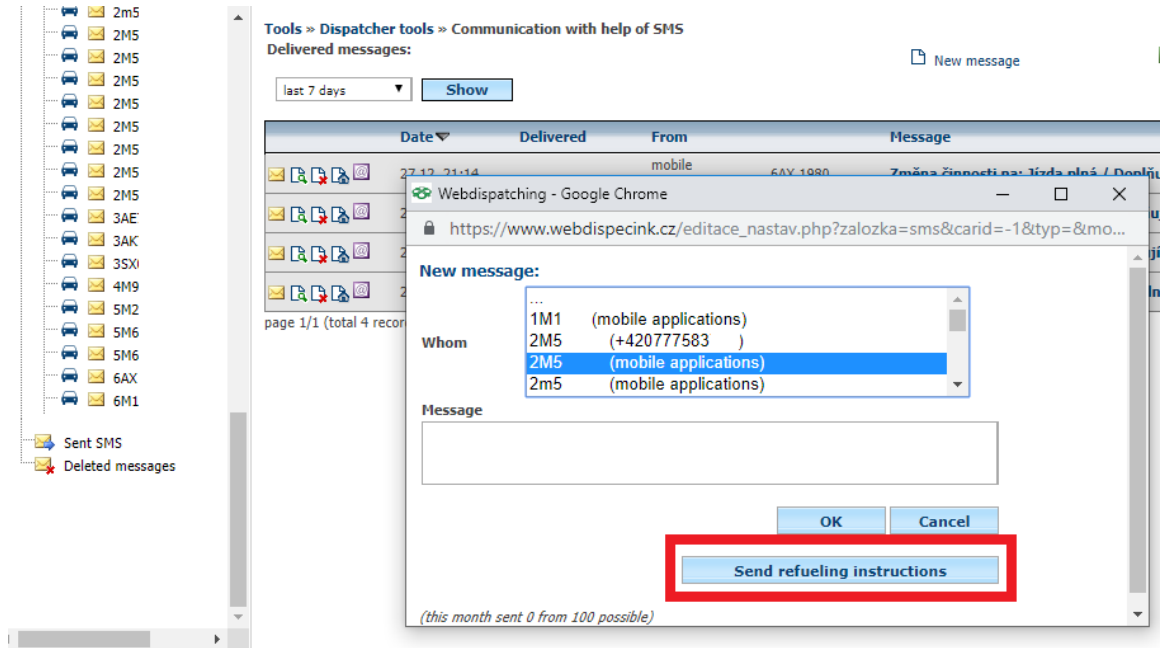 2m5
2M5
2M5
2M5
2M5
2M5
2M5
2M5
2M5
3AE
3AK
3SX
4M9
5M2
5M6
5M6
6AX
6M1
Sent SMS
Deleted messages
Tools » Dispatcher tools » Communication with help of SMS
Delivered messages:
New message
last 7 days
Show
Date Delivered From Message
mobile
27.12. 21:14 6AX 1980 Změna činnosti na: Jízda plná /
page 1/1 (total 4
Webdispatching - Google Chrome
https://www.webdispecink.cz/editace_nastav.php?zalozka=sms&carid=-1&typ=&mo...
New message:
Whom
...
1M1 (mobile applications)
2M5 (+420777583 )
2M5 (mobile applications)
2m5 (mobile applications)
Message
OK Cancel
Send refueling instructions
(this month sent 0 from 100 possible)